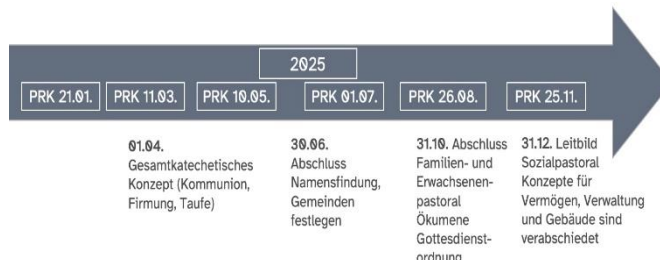 2025
PRK 21.01.
PRK 11.03.
PRK 10.05.
PRK 01.07.
PRK 26.08.
PRK 25.11.
01.04.
Gesamtkatechetisches
Konzept (Kommunion,
Firmung, Taufe)
30.06.
Abschluss
Namensfindung,
Gemeinden
festlegen
31.10. Abschluss
Familien- und
Erwachsenen-
pastoral
Ökumene
Gottesdienst-
ordnung
31.12. Leitbild
Sozialpastoral
Konzepte für
Vermögen, Verwaltung
und Gebäude sind
verabschiedet